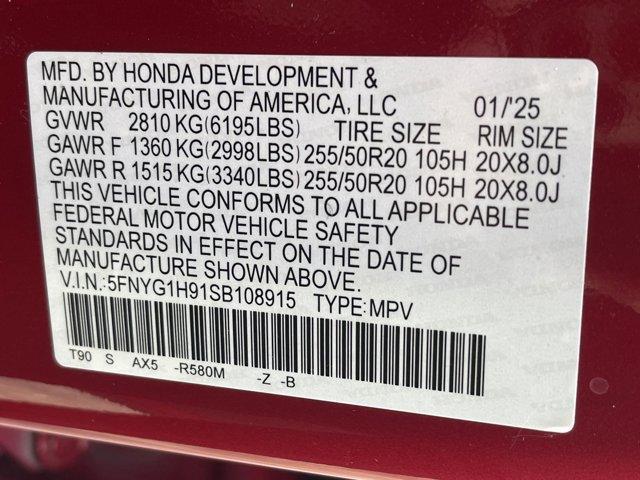 MFD. BY HONDA DEVELOPMENT &
MANUFACTURING OF AMERICA, LLC 01/'25
GVWR 2810 KG(6195LBS) TIRE SIZE RIM SIZE
GAWR F 1360 KG(2998LBS) 255/50R20 105H 20X8.0J
GAWR R 1515 KG(3340LBS) 255/50R20 105H 20X8.0J
THIS VEHICLE CONFORMS TO ALL APPLICABLE
FEDERAL MOTOR VEHICLE SAFETY
STANDARDS IN EFFECT ON THE DATE OF
MANUFACTURE SHOWN ABOVE.
V.I.N.:5FNYG1H91SB108915 TYPE:MPV
T90 S AX5 -R580M -Z -B